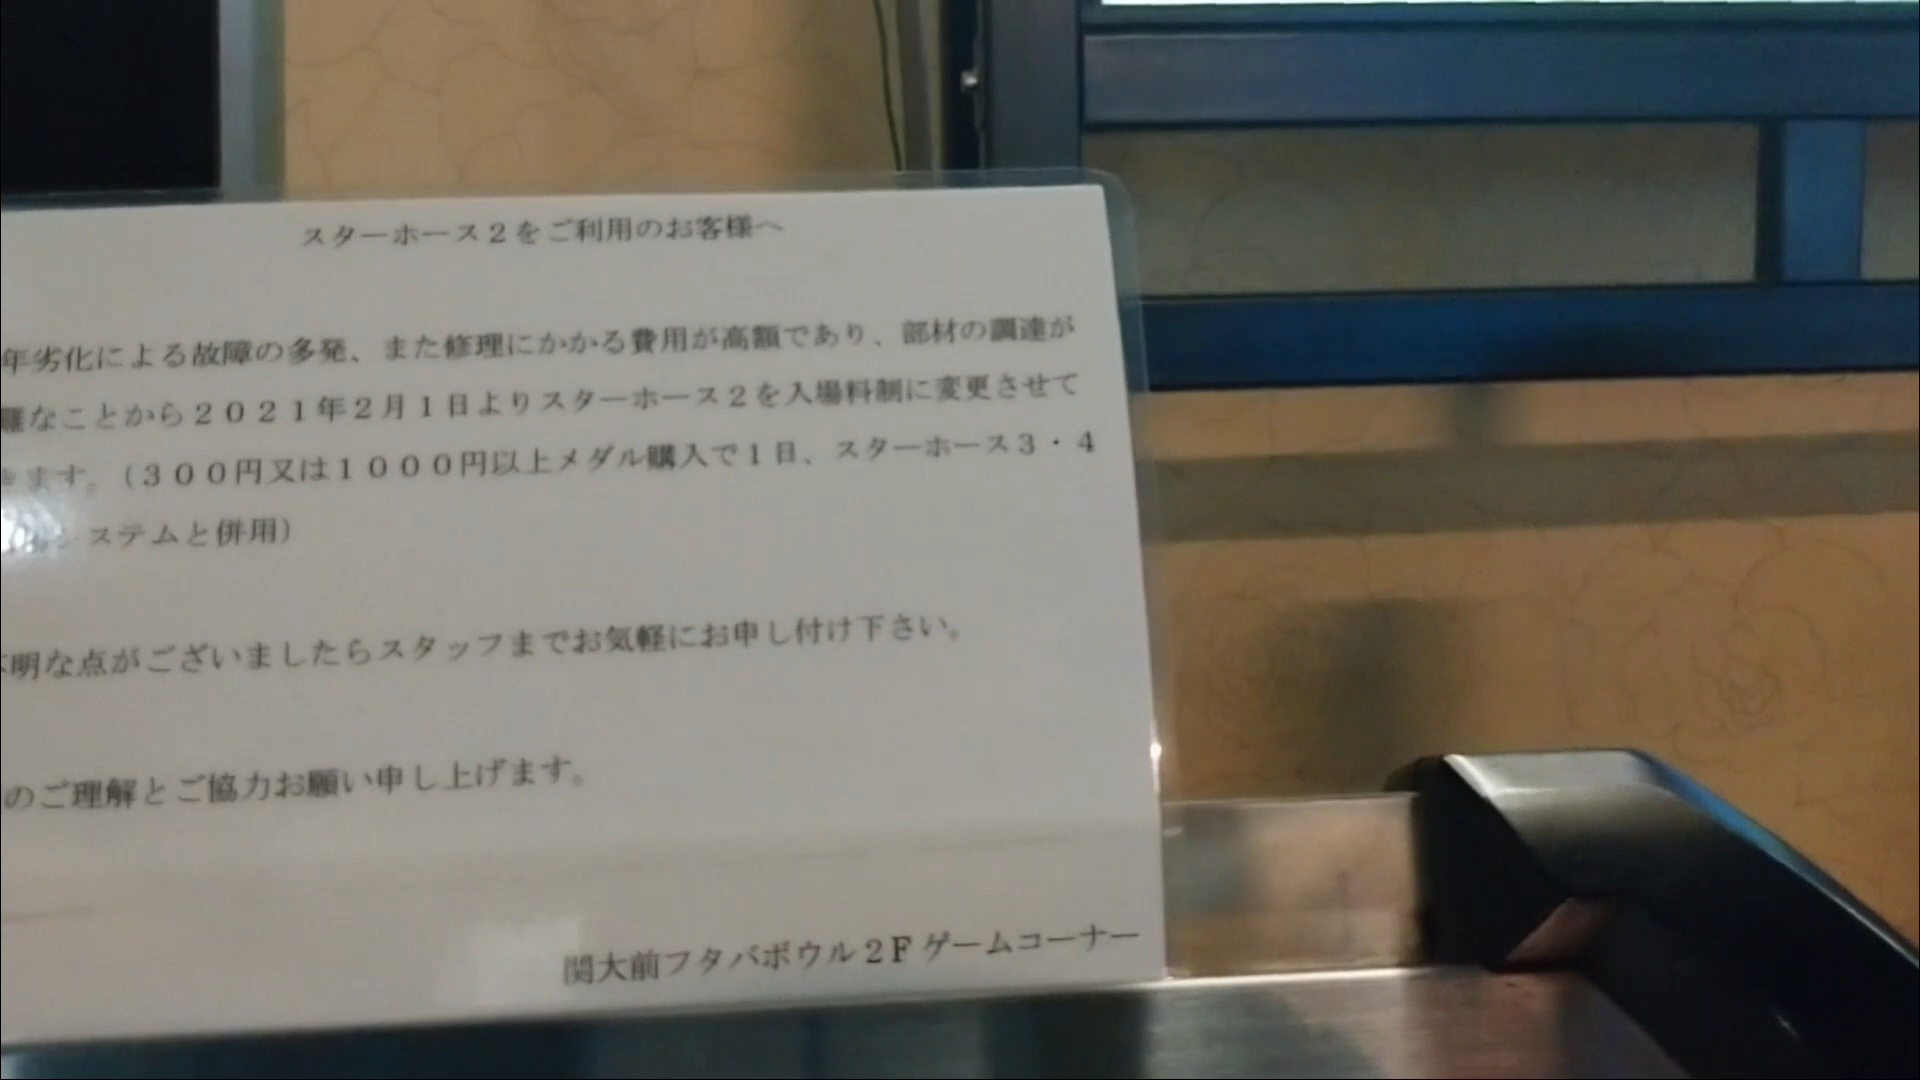 スターホース2をご利用のお客様へ
年劣化による故障の多発、また修理にかかる費用が高額であり、部材の調達が
難なことから2021年2月1日よりスターホース2を入場料制に変更させて
きます。(300円又は1000円以上メダル購入で1日、スターホース3・4
システムと併用)
不明な点がございましたらスタッフまでお気軽にお申し付け下さい。
のご理解とご協力お願い申し上げます。
関大前フタバボウル2Fゲームコーナー